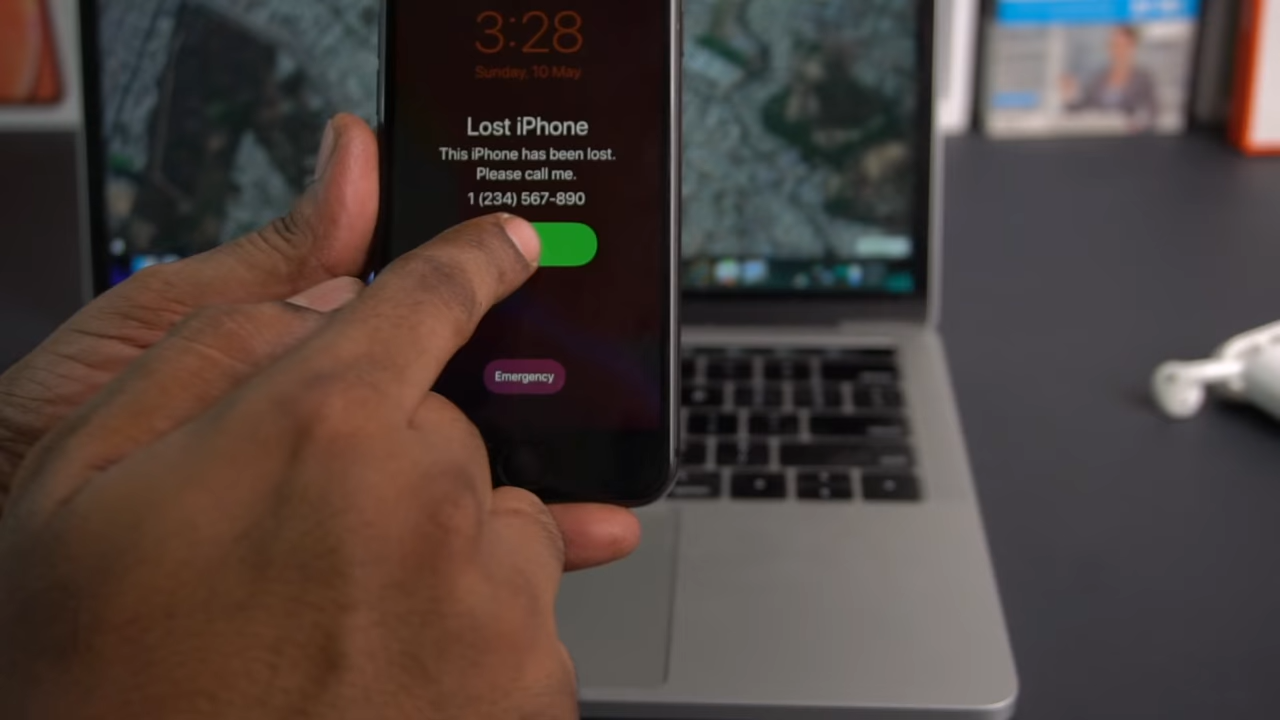 3:28
Sunday, 10 May
Lost iPhone
This iPhone has been lost.
Please call me.
1 (234) 567-890
Emergency